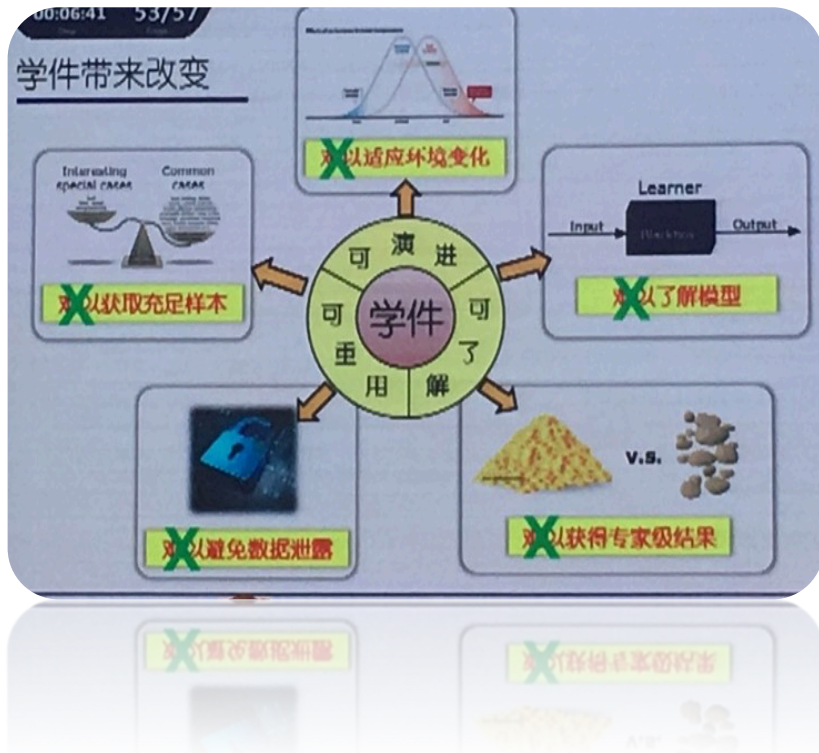 00:06:41 53/57
学件带来改变
难以适应环境变化
Interesting
special cases
Common
cases
难以获取充足样本
Learner
Input
Output
难以了解模型
可演进
可重用
可了解
学件
难以避免数据泄露
v.s.
难以获得专家级结果